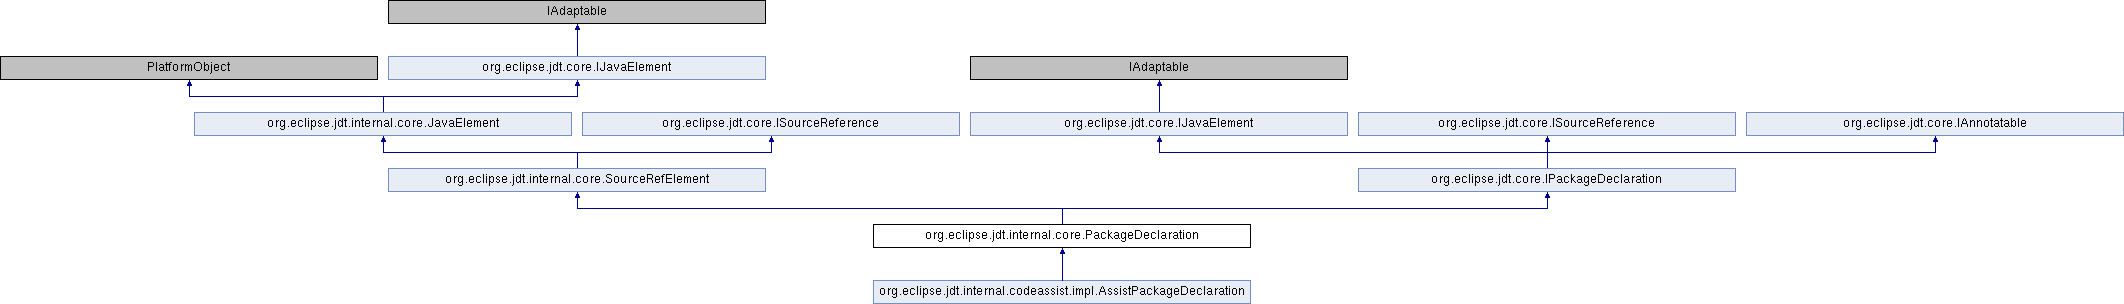 IAdaptable
PlatformObject
org.eclipse.jdt.core.IJavaElement
IAdaptable
org.eclipse.jdt.internal.core.JavaElement
org.eclipse.jdt.core.ISourceReference
org.eclipse.jdt.core.IJavaElement
org.eclipse.jdt.core.ISourceReference
org.eclipse.jdt.core.IAnnotatable
org.eclipse.jdt.internal.core.SourceRefElement
org.eclipse.jdt.core.IPackageDeclaration
org.eclipse.jdt.internal.core.PackageDeclaration
org.eclipse.jdt.internal.codeassist.impl.AssistPackageDeclaration